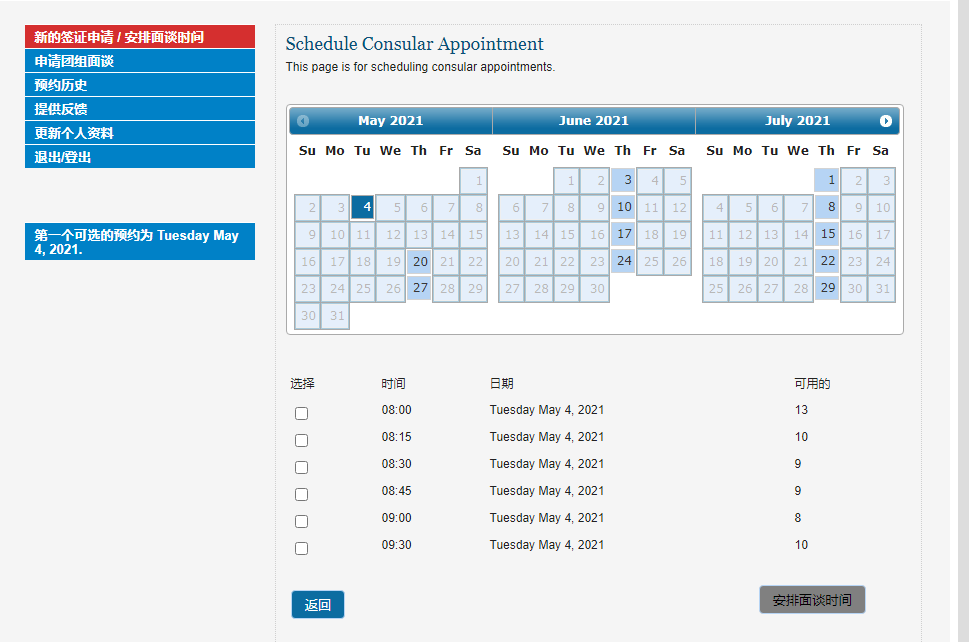 新的签证申请 / 安排面谈时间
申请团组面谈
预约历史
提供反馈
更新个人资料
退出/登出
第一个可选的预约为 Tuesday May
4, 2021.
Schedule Consular Appointment
This page is for scheduling consular appointments.
May 2021 June 2021 July 2021
Su Mo Tu We Th Fr Sa Su Mo Tu We Th Fr Sa Su Mo Tu We Th Fr Sa
1 1 2 3 4 5 1 2 3
2 3 4 5 6 7 8 6 7 8 9 10 11 12 4 5 6 7 8 9 10
9 10 11 12 13 14 15 13 14 15 16 17 18 19 11 12 13 14 15 16 17
16 17 18 19 20 21 22 20 21 22 23 24 25 26 18 19 20 21 22 23 24
23 24 25 26 27 28 29 27 28 29 30 25 26 27 28 29 30 31
30 31
选择 时间 日期 可用的
08:00 Tuesday May 4, 2021 13
08:15 Tuesday May 4, 2021 10
08:30 Tuesday May 4, 2021 9
08:45 Tuesday May 4, 2021 9
09:00 Tuesday May 4, 2021 8
09:30 Tuesday May 4, 2021 10
返回 安排面谈时间